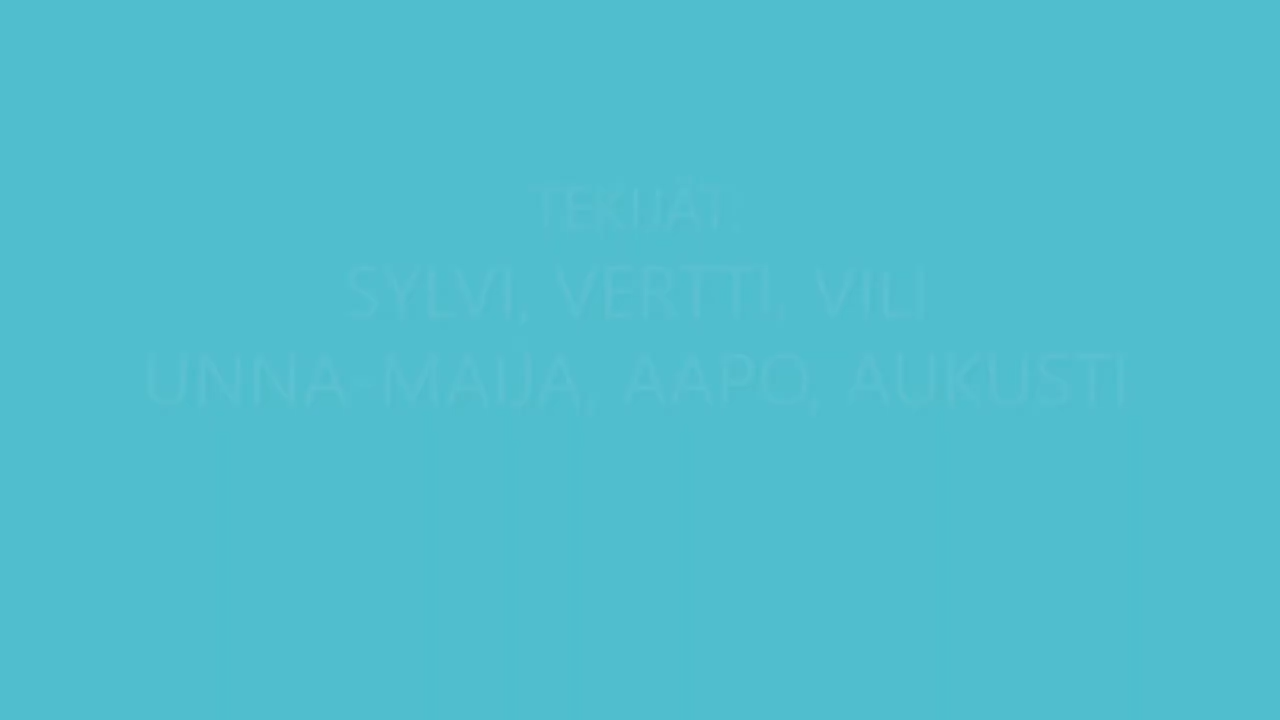 TEKIJÄT:
SYLVI, VERTTI, VILI
UNNA-MAIJA, AAPO, AUKUSTI